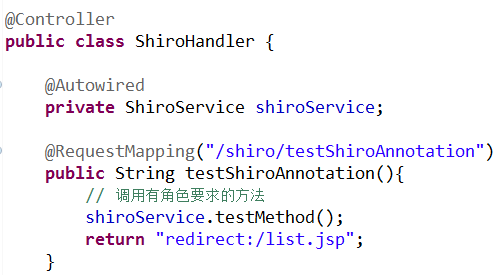 @Controller
public class ShiroHandler {
@Autowired
private ShiroService shiroService;
@RequestMapping("/shiro/testShiroAnnotation")
public String testShiroAnnotation(){
// 调用有角色要求的方法
shiroService.testMethod();
return "redirect:/list.jsp";
}